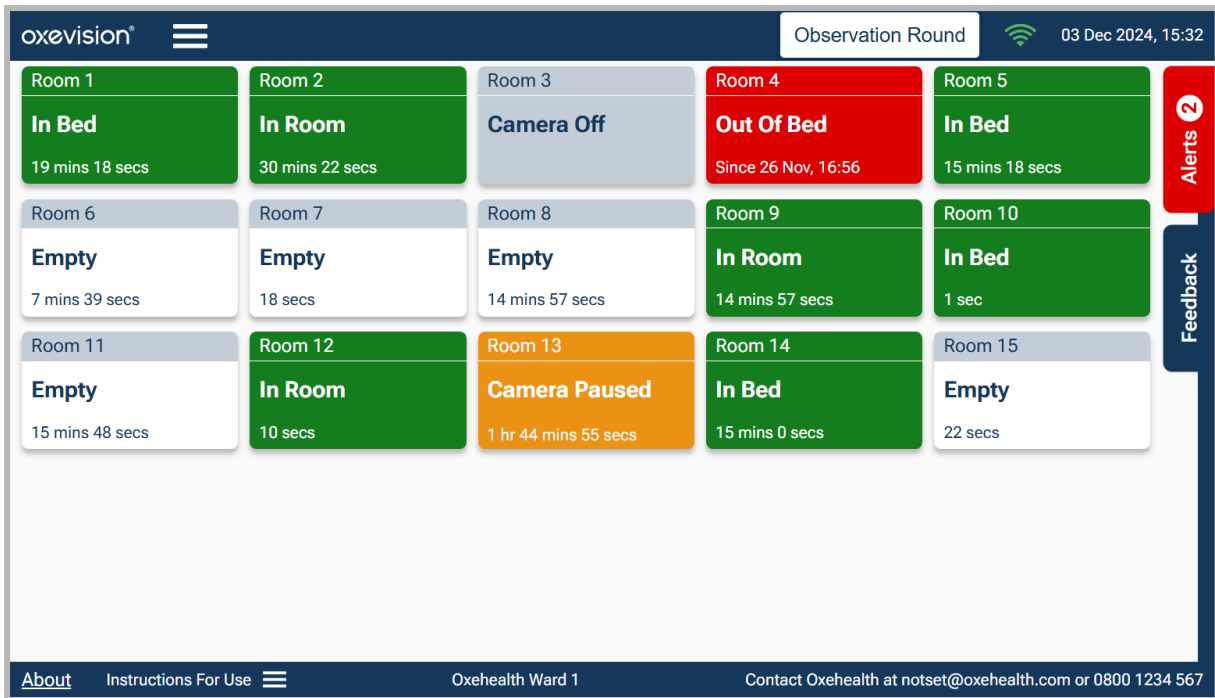 oxevision®
Observation Round
03 Dec 2024, 15:32
Room 1
In Bed
19 mins 18 secs
Room 2
In Room
30 mins 22 secs
Room 3
Camera Off
Room 4
Out Of Bed
Since 26 Nov, 16:56
Room 5
In Bed
15 mins 18 secs
Alerts 2
Room 6
Empty
7 mins 39 secs
Room 7
Empty
18 secs
Room 8
Empty
14 mins 57 secs
Room 9
In Room
14 mins 57 secs
Room 10
In Bed
1 sec
Feedback
Room 11
Empty
15 mins 48 secs
Room 12
In Room
10 secs
Room 13
Camera Paused
1 hr 44 mins 55 secs
Room 14
In Bed
15 mins 0 secs
Room 15
Empty
22 secs
About
Instructions For Use
Oxehealth Ward 1
Contact Oxehealth at notset@oxehealth.com or 0800 1234 567